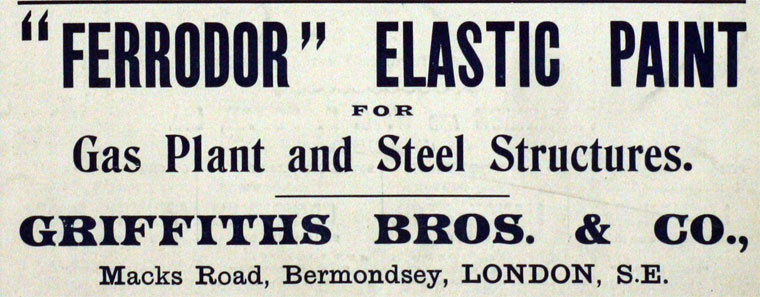 "FERRODOR" ELASTIC PAINT
FOR
Gas Plant and Steel Structures.
GRIFFITHS BROS. & CO.,
Macks Road, Bermondsey, LONDON, S.E.